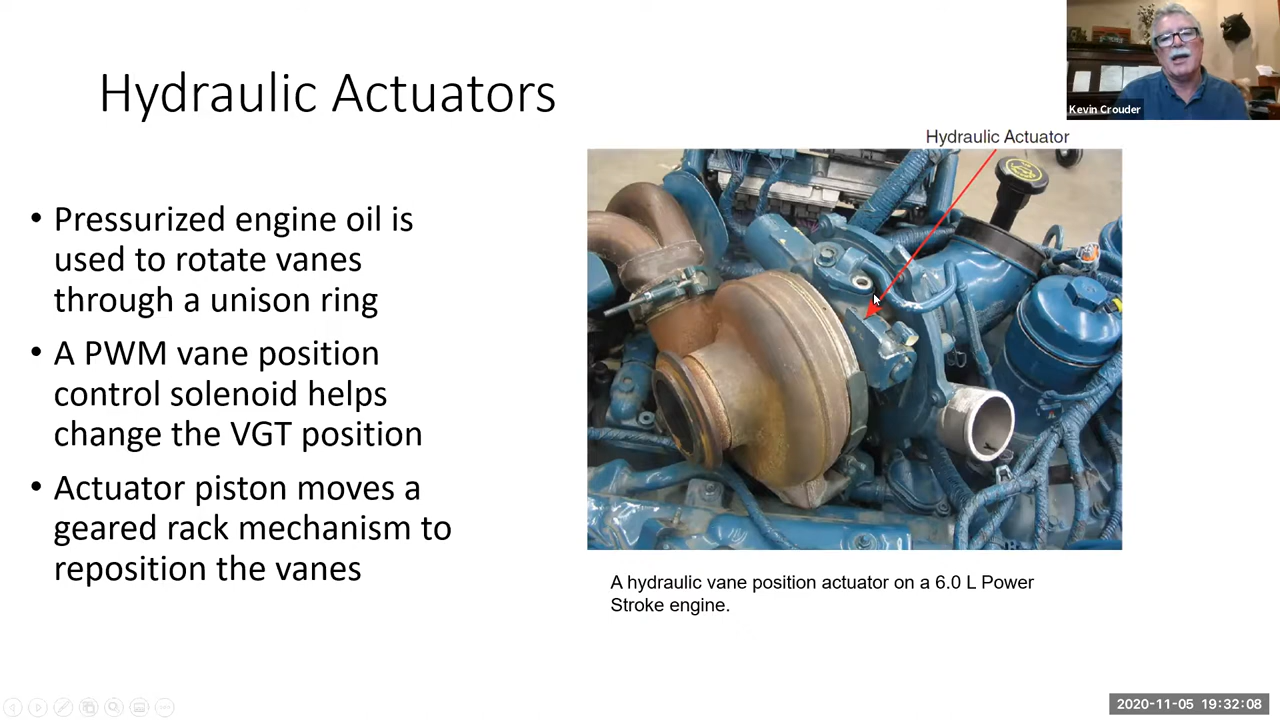 Hydraulic Actuators
Kevin Crouder
Hydraulic Actuator
• Pressurized engine oil is
used to rotate vanes
through a unison ring
• A PWM vane position
control solenoid helps
change the VGT position
• Actuator piston moves a
geared rack mechanism to
reposition the vanes
A hydraulic vane position actuator on a 6.0 L Power
Stroke engine.
2020-11-05 19:32:08